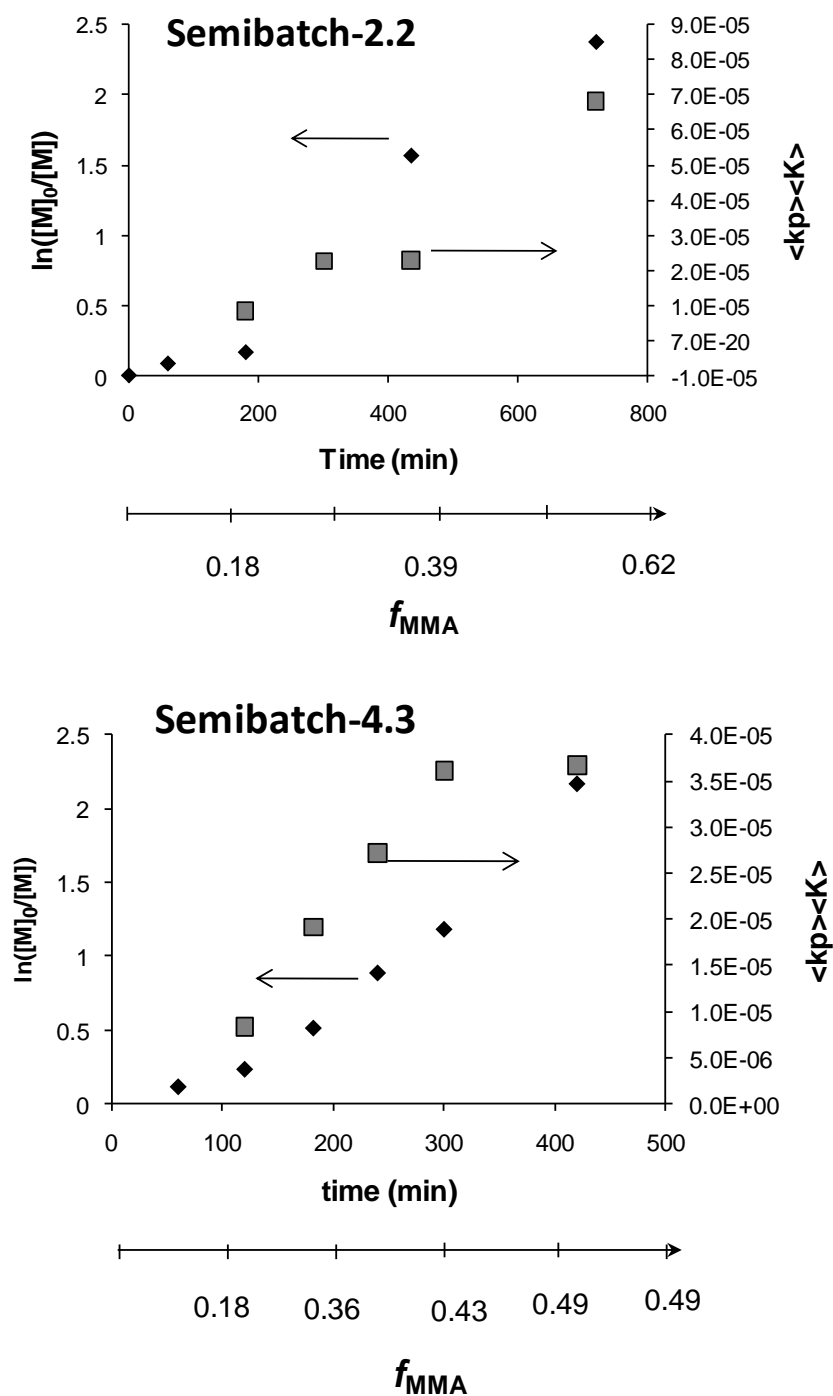 Semibatch-2.2
2.5
2
1.5
1
0.5
0
ln([M]₀/[M])
9.0E-05
8.0E-05
7.0E-05
6.0E-05
5.0E-05
4.0E-05
3.0E-05
2.0E-05
1.0E-05
7.0E-20
-1.0E-05
<kp><K>
0 200 400 600 800
Time (min)
0.18 0.39 0.62
fMMA
Semibatch-4.3
2.5
2
1.5
1
0.5
0
ln([M]₀/[M])
4.0E-05
3.5E-05
3.0E-05
2.5E-05
2.0E-05
1.5E-05
1.0E-05
5.0E-06
0.0E+00
<kp><K>
0 100 200 300 400 500
time (min)
0.18 0.36 0.43 0.49 0.49
fMMA